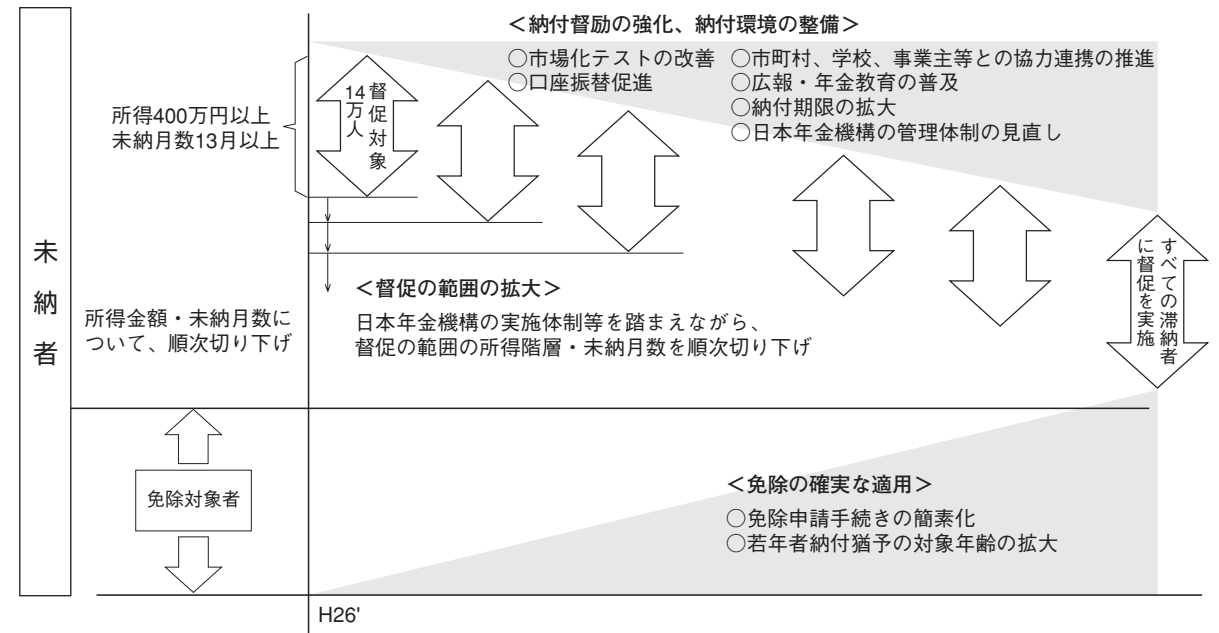 ＜納付督励の強化、納付環境の整備＞
○市場化テストの改善
○口座振替促進
○市町村、学校、事業主等との協力連携の推進
○広報・年金教育の普及
○納付期限の拡大
○日本年金機構の管理体制の見直し
所得400万円以上
未納月数13月以上
督促対象
14万人
未納者
所得金額・未納月数に
ついて、順次切り下げ
＜督促の範囲の拡大＞
日本年金機構の実施体制等を踏まえながら、
督促の範囲の所得階層・未納月数を順次切り下げ
すべての滞納者
に督促を実施
免除対象者
＜免除の確実な適用＞
○免除申請手続きの簡素化
○若年者納付猶予の対象年齢の拡大
H26'